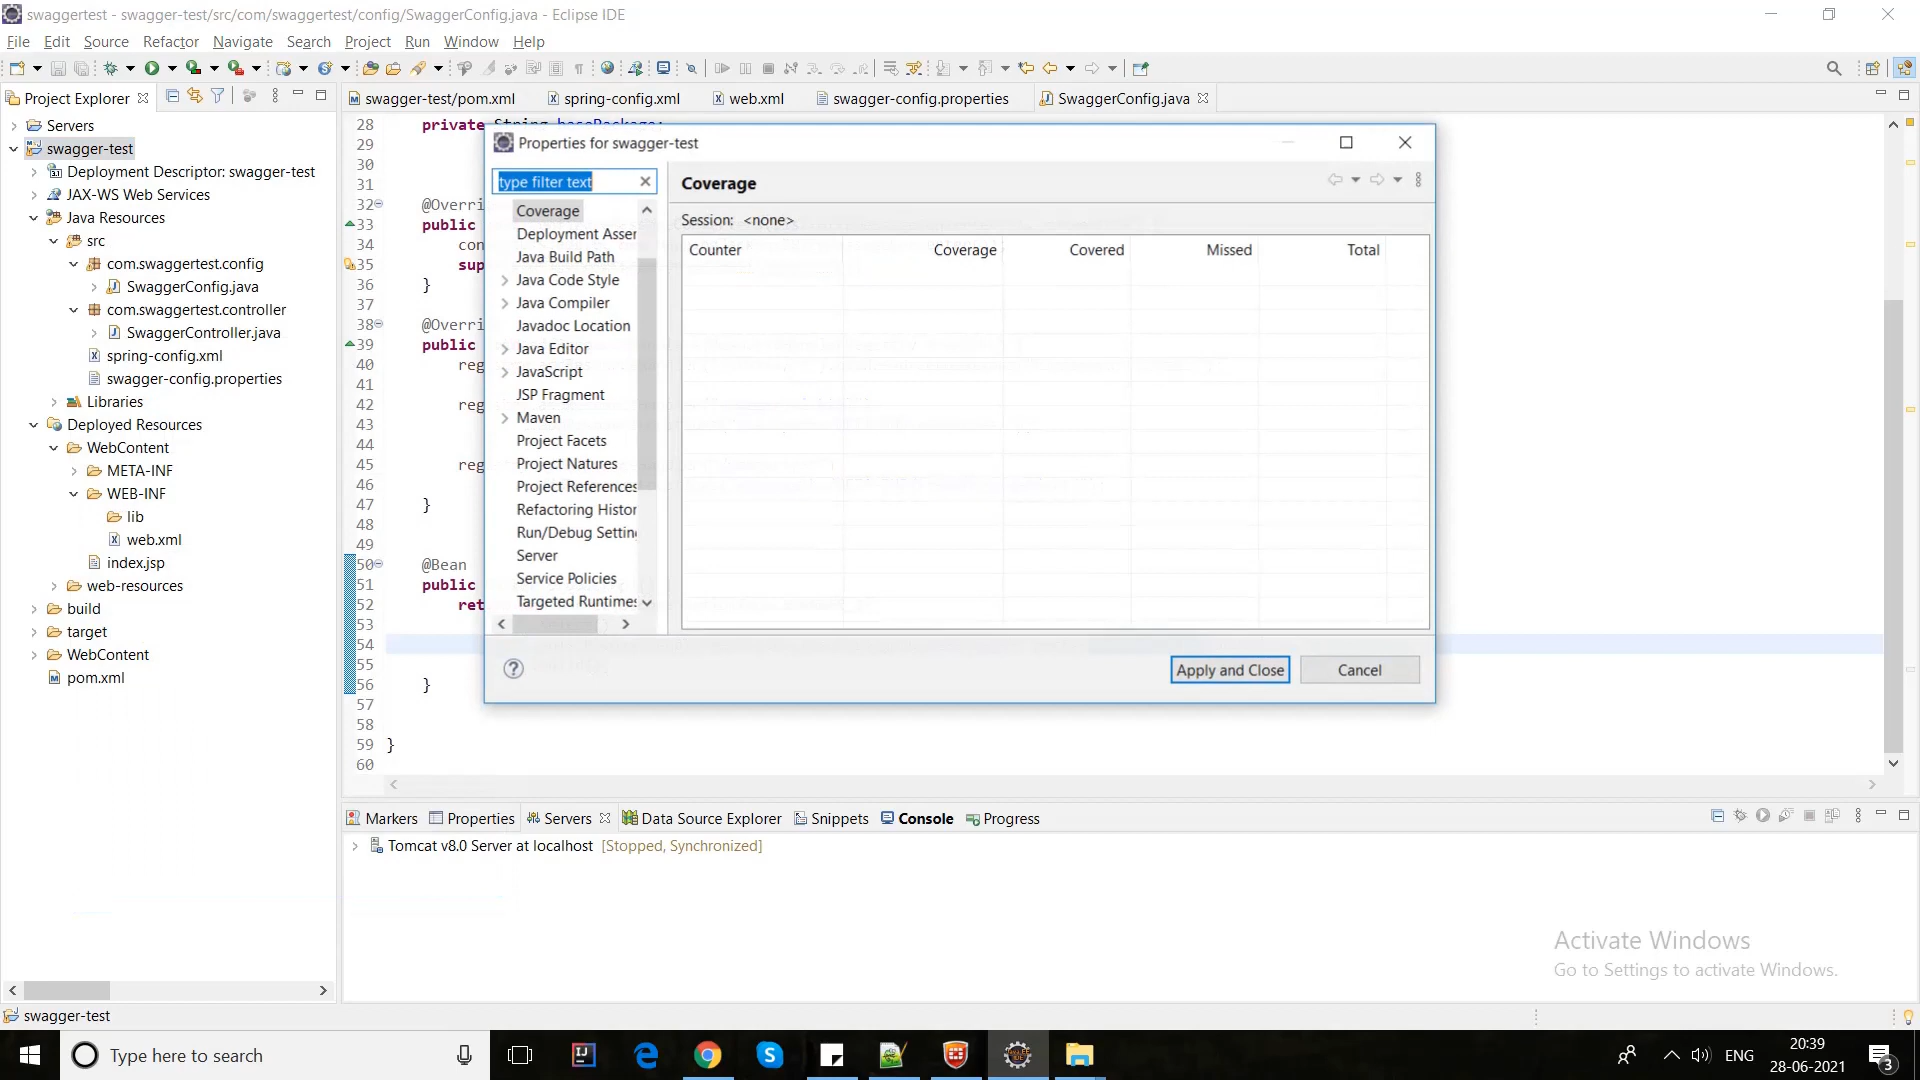 swaggertest - swagger-test/src/com/swaggertest/config/SwaggerConfig.java - Eclipse IDE
File Edit Source Refactor Navigate Search Project Run Window Help
Project Explorer
swagger-test/pom.xml spring-config.xml web.xml swagger-config.properties SwaggerConfig.java
Servers
swagger-test
Deployment Descriptor: swagger-test
JAX-WS Web Services
Java Resources
src
com.swaggertest.config
SwaggerConfig.java
com.swaggertest.controller
SwaggerController.java
spring-config.xml
swagger-config.properties
Libraries
Deployed Resources
WebContent
META-INF
WEB-INF
lib
web.xml
index.jsp
web-resources
build
target
WebContent
pom.xml
28 private
29
30
31
32 @Overri
33 public
34 con
35 sup
36 }
37
38 @Overri
39 public
40 reg
41
42 reg
43
44
45 reg
46
47 }
48
49
50 @Bean
51 public
52 ret
53
54
55
56 }
57
58
59 }
60
Properties for swagger-test
type filter text
Coverage
Deployment Asser
Java Build Path
Java Code Style
Java Compiler
Javadoc Location
Java Editor
JavaScript
JSP Fragment
Maven
Project Facets
Project Natures
Project References
Refactoring Histor
Run/Debug Settin
Server
Service Policies
Targeted Runtimes
Coverage
Session: <none>
Counter Coverage Covered Missed Total
Apply and Close Cancel
Markers Properties Servers Data Source Explorer Snippets Console Progress
Tomcat v8.0 Server at localhost [Stopped, Synchronized]
Activate Windows
Go to Settings to activate Windows.
swagger-test
Type here to search
ENG
20:39
28-06-2021
3